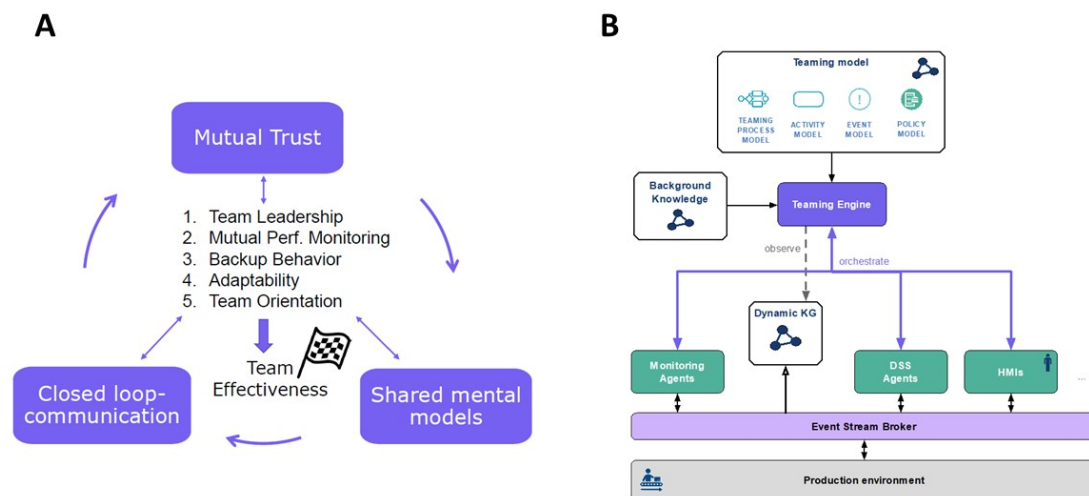 A
Mutual Trust
1. Team Leadership
2. Mutual Perf. Monitoring
3. Backup Behavior
4. Adaptability
5. Team Orientation
Team
Effectiveness
Closed loop-
communication
Shared mental
models
B
Teaming model
TEAMING
PROCESS
MODEL
ACTIVITY
MODEL
!
EVENT
MODEL
POLICY
MODEL
Background
Knowledge
Teaming Engine
observe
orchestrate
Dynamic KG
Monitoring
Agents
DSS
Agents
HMIs
...
Event Stream Broker
Production environment